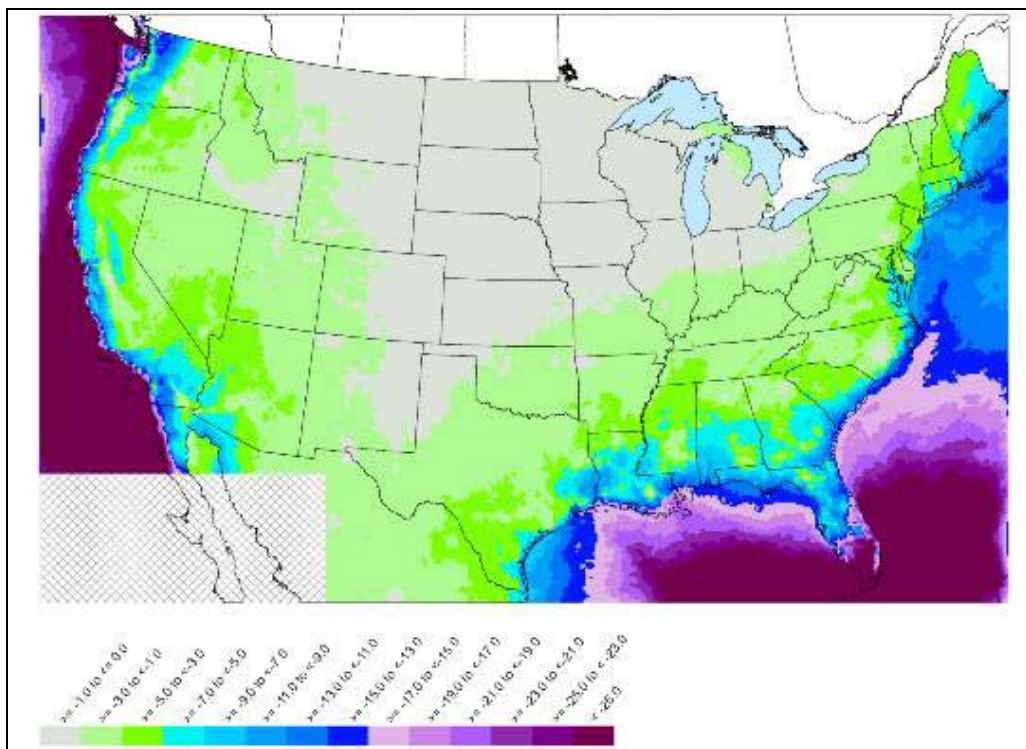 >= -1.0 to <= 0.0
>= -3.0 to <-1.0
>= -5.0 to <-3.0
>= -7.0 to <-5.0
>= -9.0 to <-7.0
>= -11.0 to <-9.0
>= -13.0 to <-11.0
>= -15.0 to <-13.0
>= -17.0 to <-15.0
>= -19.0 to <-17.0
>= -21.0 to <-19.0
>= -23.0 to <-21.0
>= -25.0 to <-23.0
< -25.0